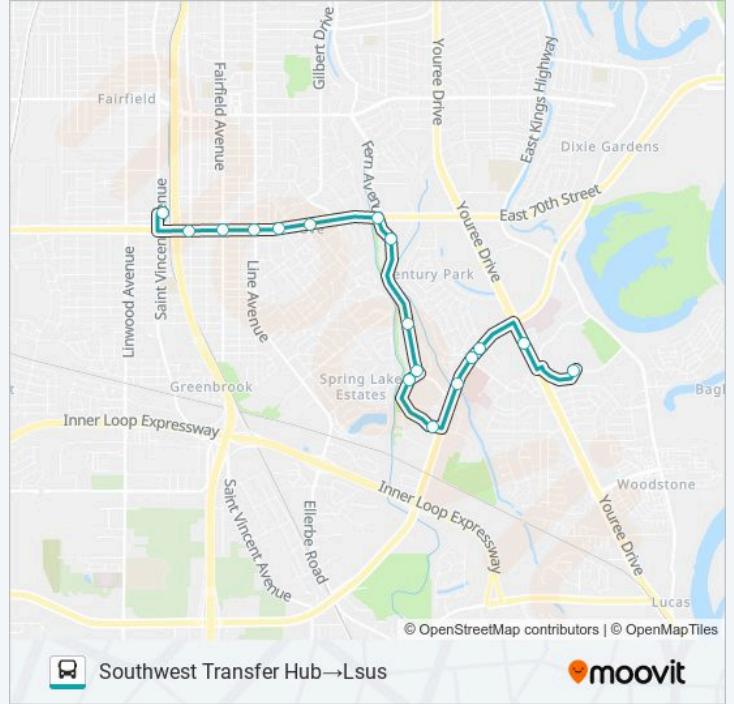 Gilbert Drive
Youree Drive
East Kings Highway
Fairfield Avenue
Fairfield
Dixie Gardens
Fern Avenue
Saint Vincent Avenue
East 70th Street
Youree Drive
Century Park
Line Avenue
Linwood Avenue
Spring Lake
Estates
Greenbrook
Bagl
Inner Loop Expressway
Saint Vincent Avenue
Ellerbe Road
Inner Loop Expressway
Woodstone
Youree Drive
Lucas
© OpenStreetMap contributors | © OpenMapTiles
Southwest Transfer Hub→Lsus
moovit